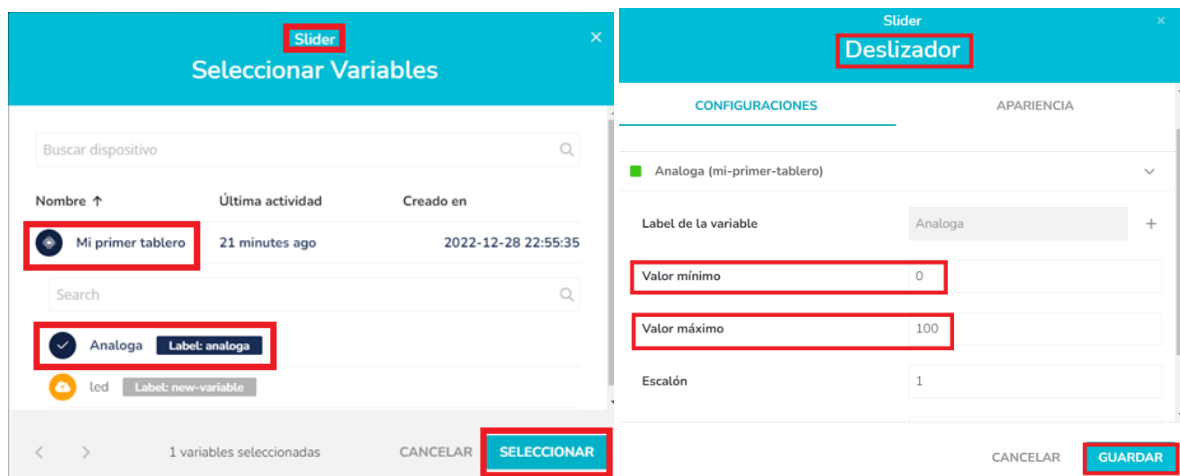 Slider
Seleccionar Variables
Buscar dispositivo
Nombre ↑ Última actividad Creado en
Mi primer tablero 21 minutes ago 2022-12-28 22:55:35
Search
Analoga Label: analoga
led Label: new-variable
1 variables seleccionadas CANCELAR SELECCIONAR
Slider
Deslizador
CONFIGURACIONES APARIENCIA
Analoga (mi-primer-tablero)
Label de la variable Analoga
Valor mínimo 0
Valor máximo 100
Escalón 1
CANCELAR GUARDAR